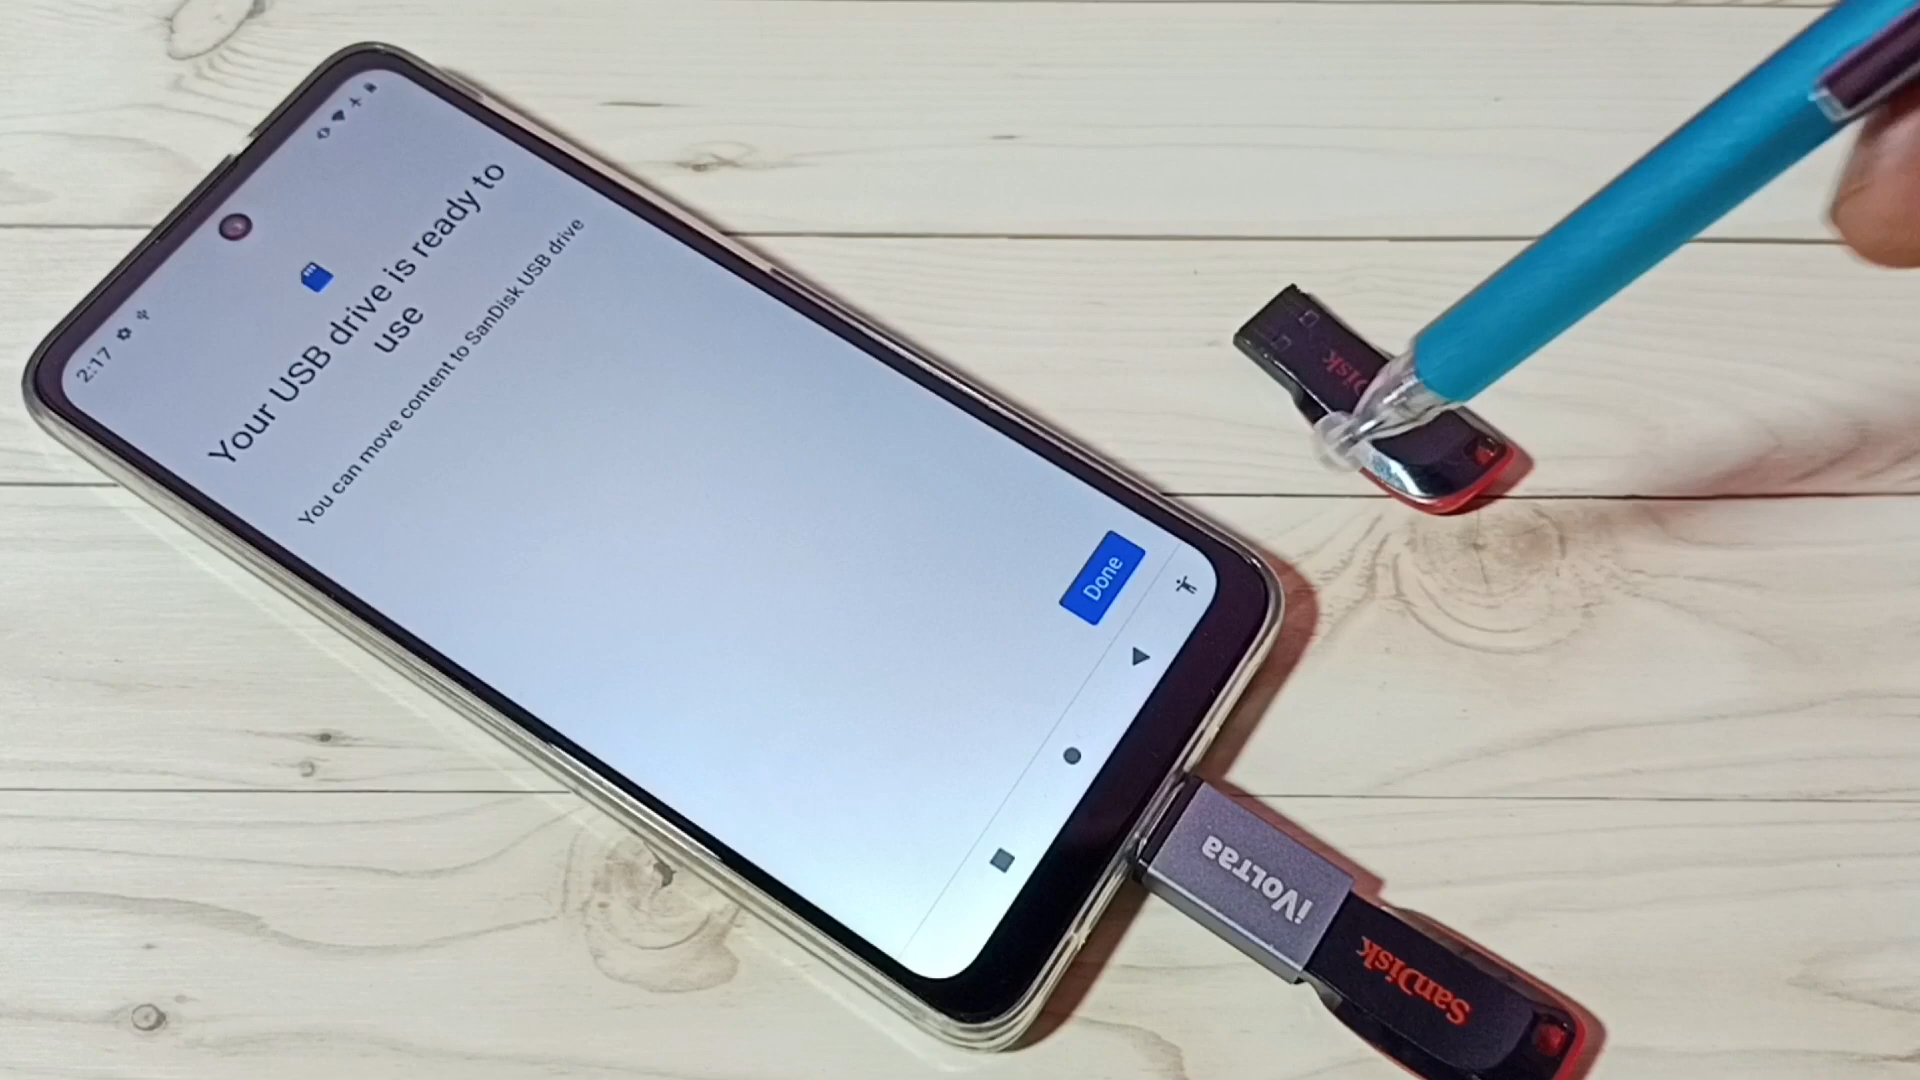 2:17
Your USB drive is ready to
use
You can move content to SanDisk USB drive
Done
iVOLTAA
SanDisk
Disk